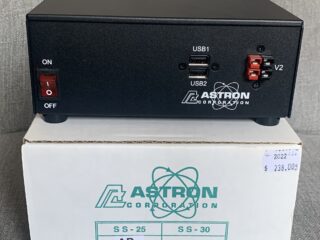 USB1
ON
V2
USB2
OFF
ASTRON
CORPORATION
2022
$ 238.00
ASTRON
CORPORATION
SS-25 SS-30